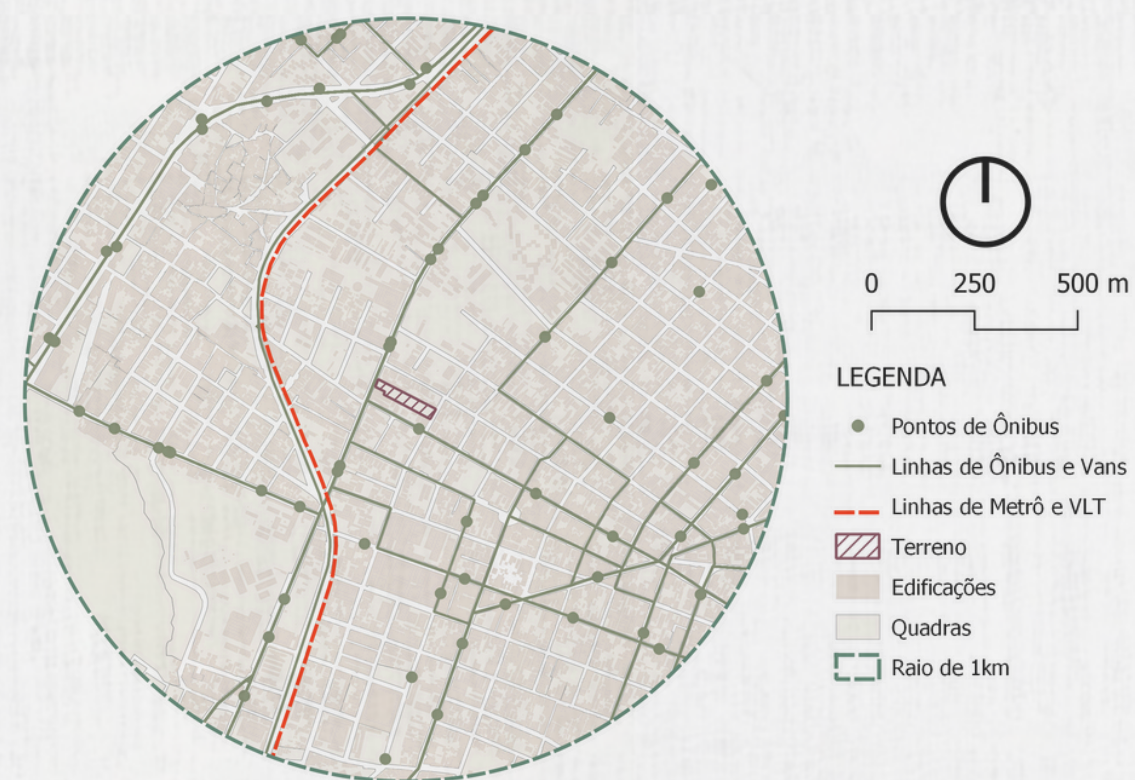 0 250 500 m
LEGENDA
Pontos de Ônibus
Linhas de Ônibus e Vans
Linhas de Metrô e VLT
Terreno
Edificações
Quadras
Raio de 1km